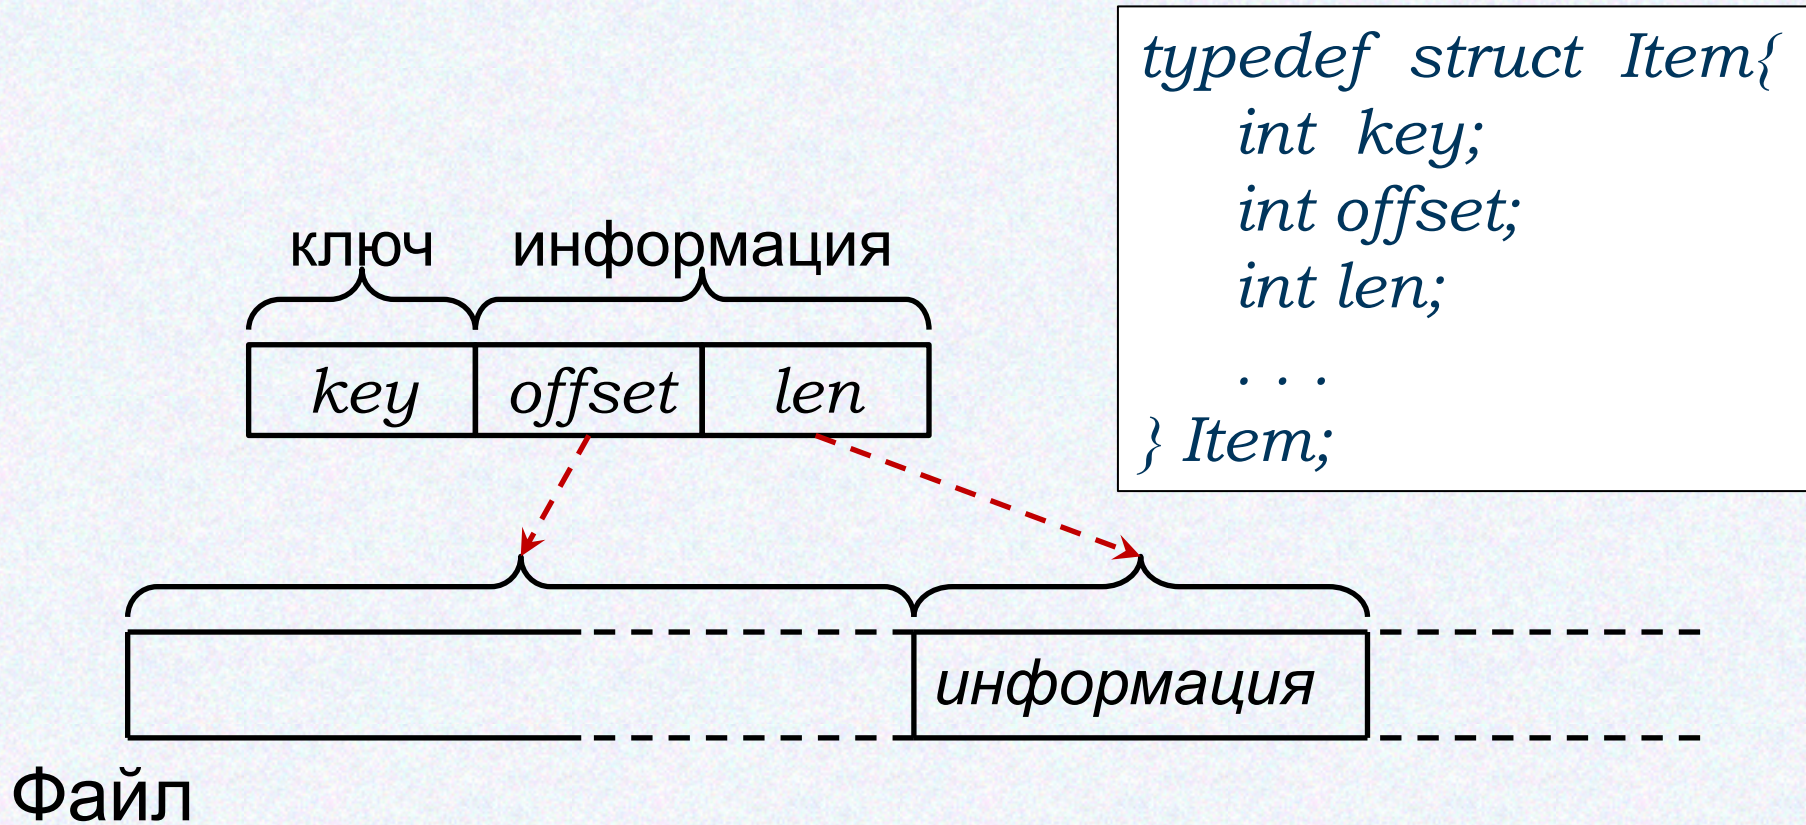 typedef struct Item{
int key;
int offset;
int len;
. . .
} Item;
ключ информация
key offset len
информация
Файл